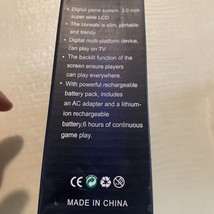 • Digital game system, 3.0 inch
super wide LCD
• The console is slim, portable
and trendy.
• Digital multi-platform device,
can play on TV.
• The backlit function of the
screen ensure players
can play everywhere.
• With powerful rechargeable
battery pack, includes
an AC adapter and a lithium-
ion rechargeable
battery,6 hours of continuous
game play.
CE
MADE IN CHINA